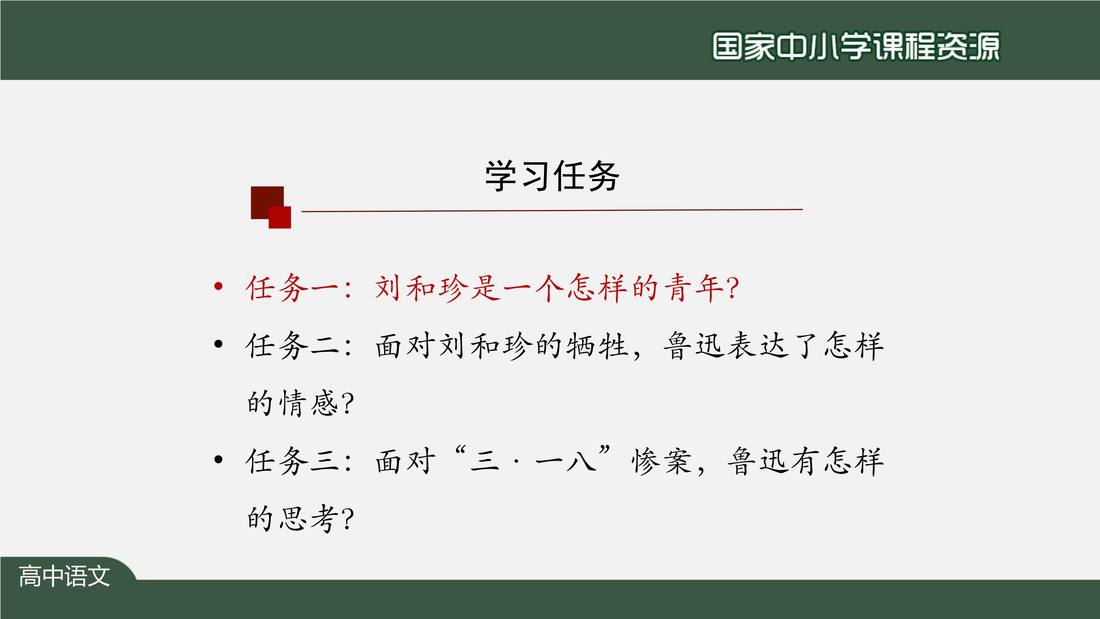 国家中小学课程资源
学习任务
• 任务一：刘和珍是一个怎样的青年？
• 任务二：面对刘和珍的牺牲，鲁迅表达了怎样
的情感？
• 任务三：面对“三·一八”惨案，鲁迅有怎样
的思考？
高中语文